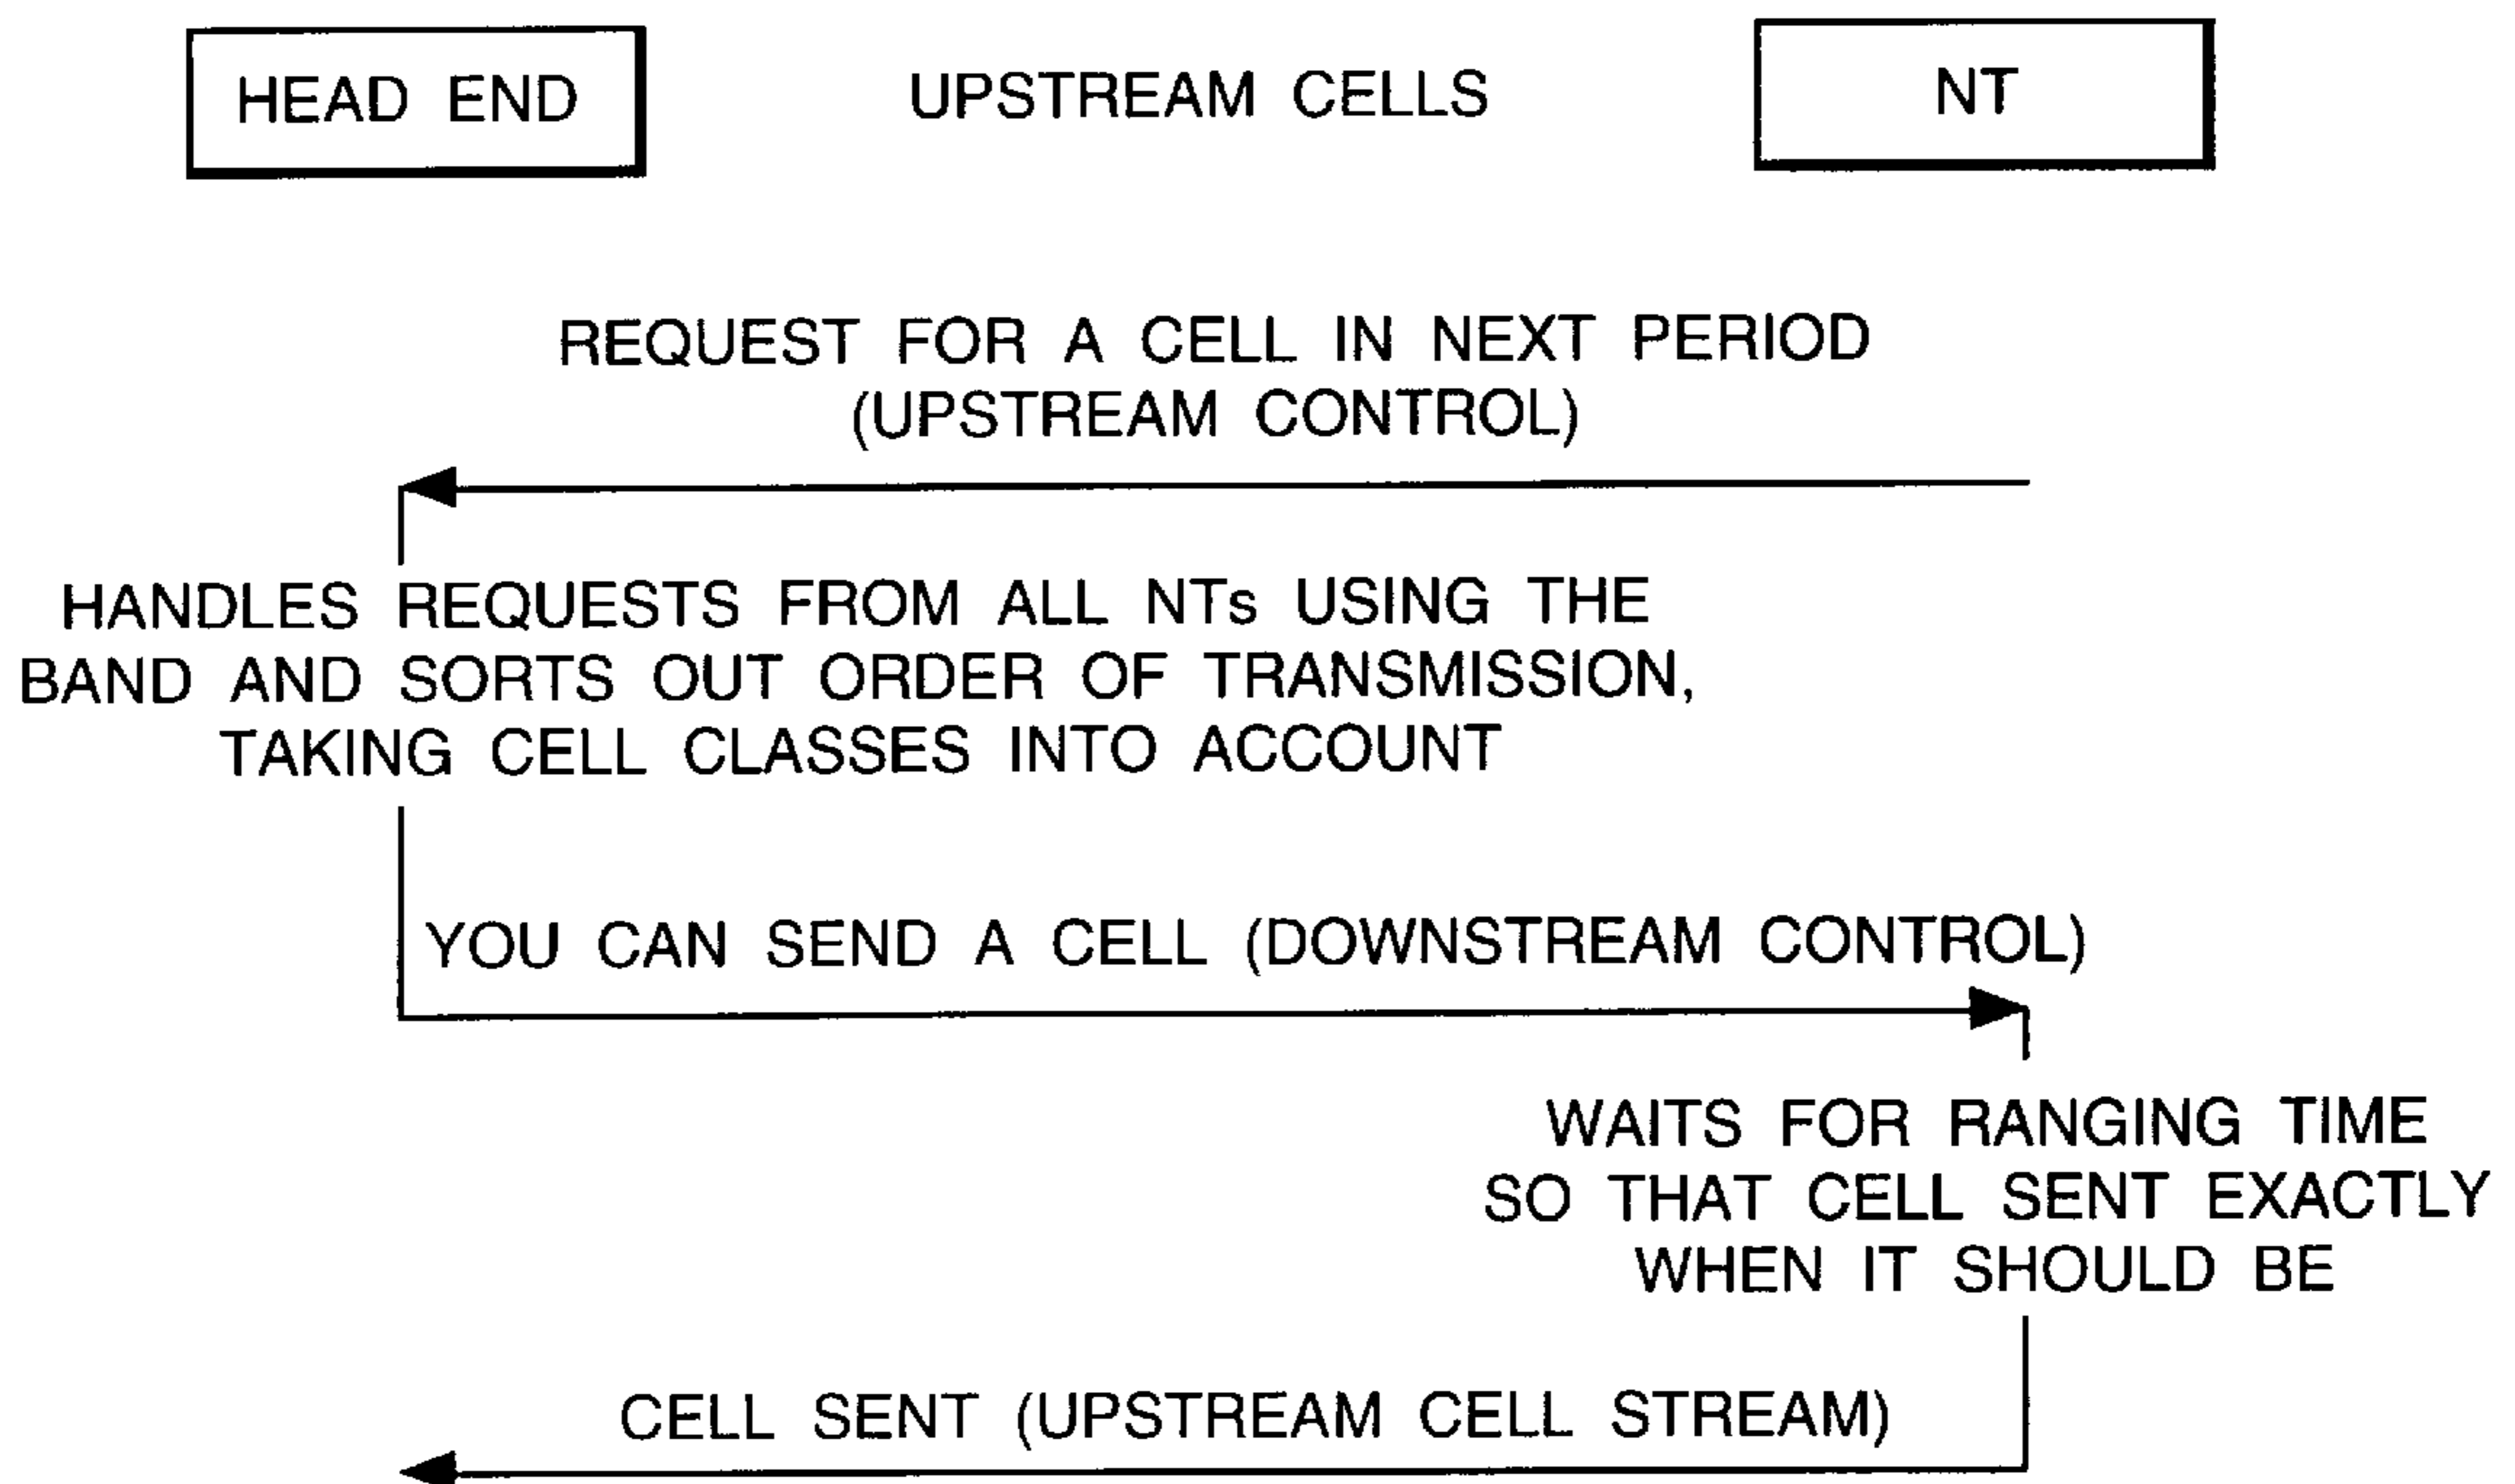 HEAD END
UPSTREAM CELLS
NT
REQUEST FOR A CELL IN NEXT PERIOD
(UPSTREAM CONTROL)
HANDLES REQUESTS FROM ALL NTs USING THE
BAND AND SORTS OUT ORDER OF TRANSMISSION,
TAKING CELL CLASSES INTO ACCOUNT
YOU CAN SEND A CELL (DOWNSTREAM CONTROL)
WAITS FOR RANGING TIME
SO THAT CELL SENT EXACTLY
WHEN IT SHOULD BE
CELL SENT (UPSTREAM CELL STREAM)